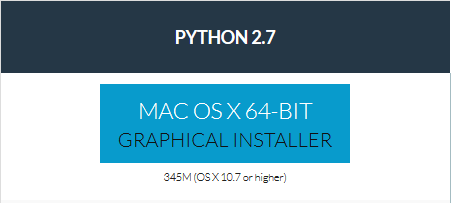 PYTHON 2.7
MAC OS X 64-BIT
GRAPHICAL INSTALLER
345M (OS X 10.7 or higher)